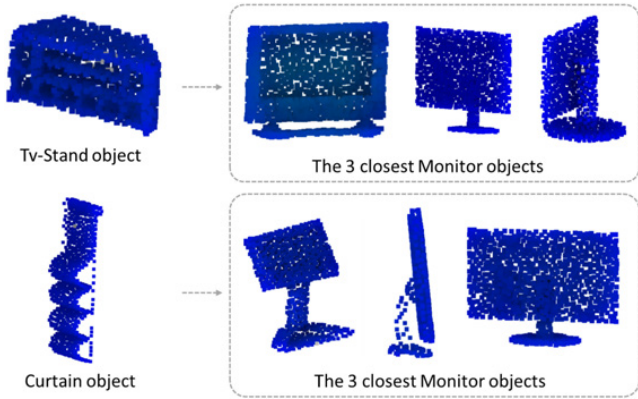 Tv-Stand object
The 3 closest Monitor objects
Curtain object
The 3 closest Monitor objects